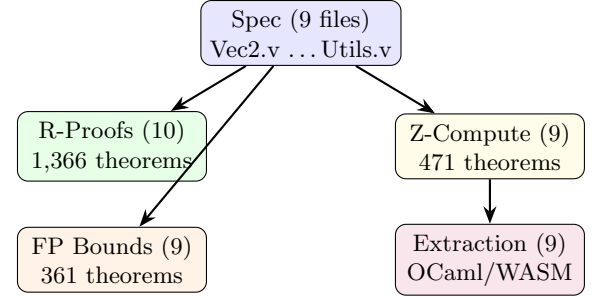 Spec (9 files)
Vec2.v ...Utils.v
R-Proofs (10)
1,366 theorems
Z-Compute (9)
471 theorems
FP Bounds (9)
361 theorems
Extraction (9)
OCaml/WASM